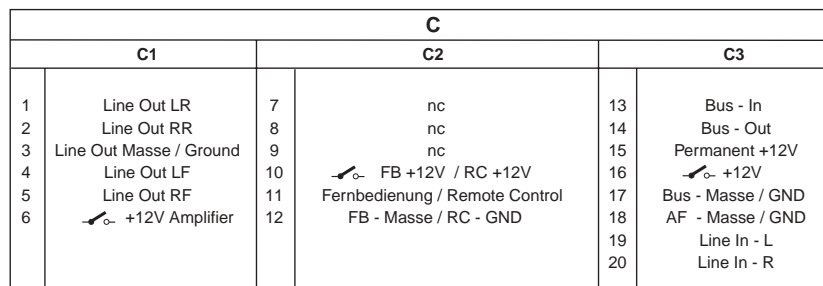 C
C1 C2 C3
1 Line Out LR 7 nc 13 Bus - In
2 Line Out RR 8 nc 14 Bus - Out
3 Line Out Masse / Ground 9 nc 15 Permanent +12V
4 Line Out LF 10 FB +12V / RC +12V 16 +12V
5 Line Out RF 11 Fernbedienung / Remote Control 17 Bus - Masse / GND
6 +12V Amplifier 12 FB - Masse / RC - GND 18 AF - Masse / GND
19 Line In - L
20 Line In - R